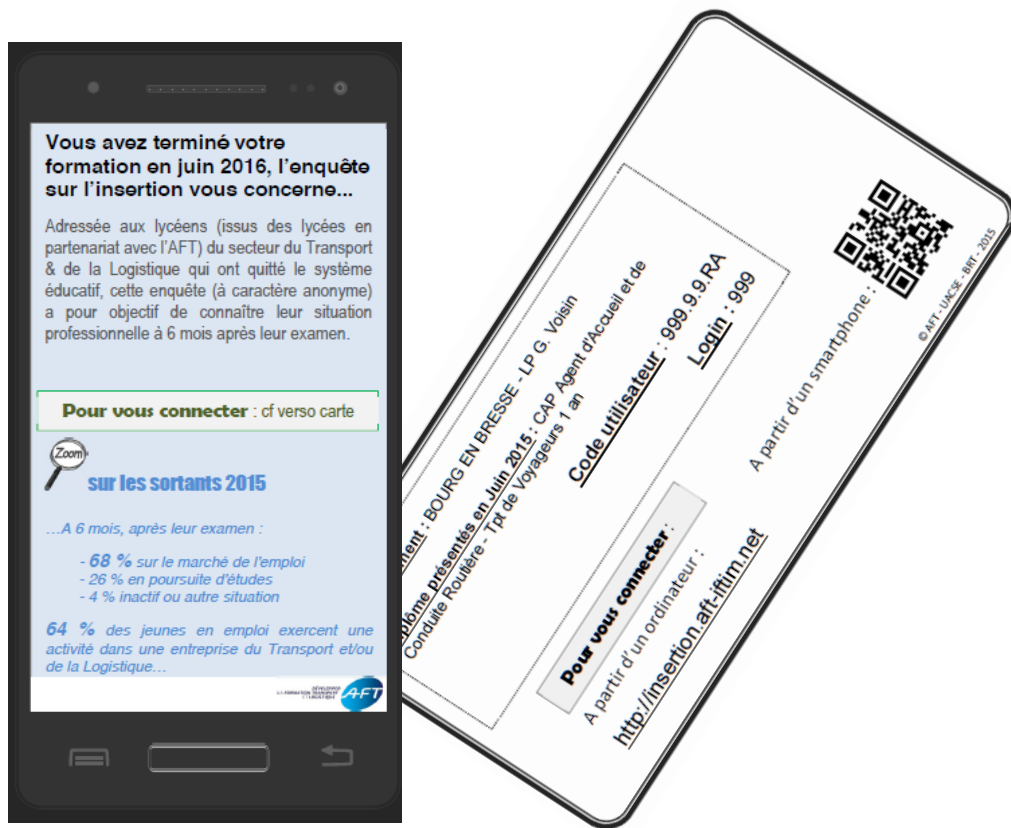 Vous avez terminé votre
formation en juin 2016, l'enquête
sur l'insertion vous concerne...
Adressée aux lycéens (issus des lycées en
partenariat avec l'AFT) du secteur du Transport
& de la Logistique qui ont quitté le système
éducatif, cette enquête (à caractère anonyme)
a pour objectif de connaître leur situation
professionnelle à 6 mois après leur examen.
Pour vous connecter : cf verso carte
Zoom
sur les sortants 2015
…A 6 mois, après leur examen :
- 68 % sur le marché de l'emploi
- 26 % en poursuite d'études
- 4 % inactif ou autre situation
64 % des jeunes en emploi exercent une
activité dans une entreprise du Transport et/ou
de la Logistique…
DÉVELOPPER
LA FORMATION TRANSPORT
ET LOGISTIQUE
AFT
: BOURG EN BRESSE - LP G. Voisin
présentés en Juin 2015 : CAP Agent d'Accueil et de
Conduite Routière - Tpt de Voyageurs 1 an
Code utilisateur : 999.9.9.RA
Login : 999
Pour vous connecter :
A partir d'un ordinateur :
http://insertion.aft-iftim.net
A partir d'un smartphone :
© AFT - UACSE - BRT - 2015